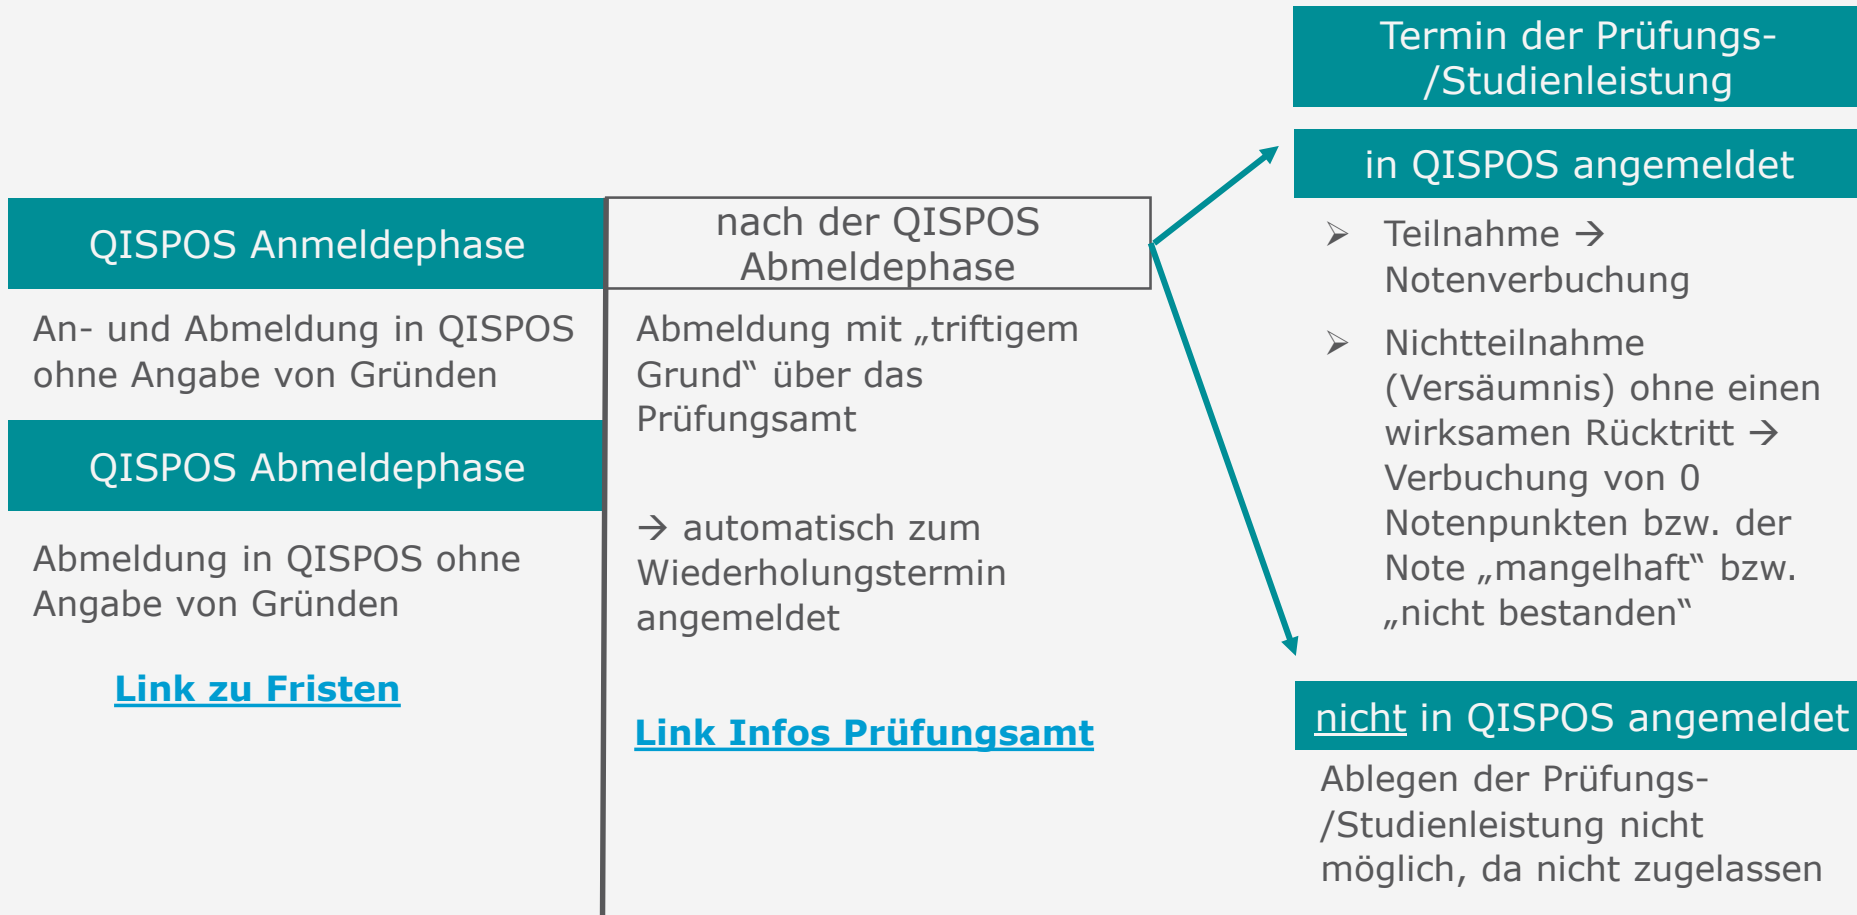 QISPOS Anmeldephase
An- und Abmeldung in QISPOS
ohne Angabe von Gründen
QISPOS Abmeldephase
Abmeldung in QISPOS ohne
Angabe von Gründen
Link zu Fristen
nach der QISPOS
Abmeldephase
Abmeldung mit „triftigem
Grund“ über das
Prüfungsamt
→ automatisch zum
Wiederholungstermin
angemeldet
Link Infos Prüfungsamt
Termin der Prüfungs-
/Studienleistung
in QISPOS angemeldet
➢ Teilnahme →
Notenverbuchung
➢ Nichtteilnahme
(Versäumnis) ohne einen
wirksamen Rücktritt →
Verbuchung von 0
Notenpunkten bzw. der
Note „mangelhaft“ bzw.
„nicht bestanden“
nicht in QISPOS angemeldet
Ablegen der Prüfungs-
/Studienleistung nicht
möglich, da nicht zugelassen